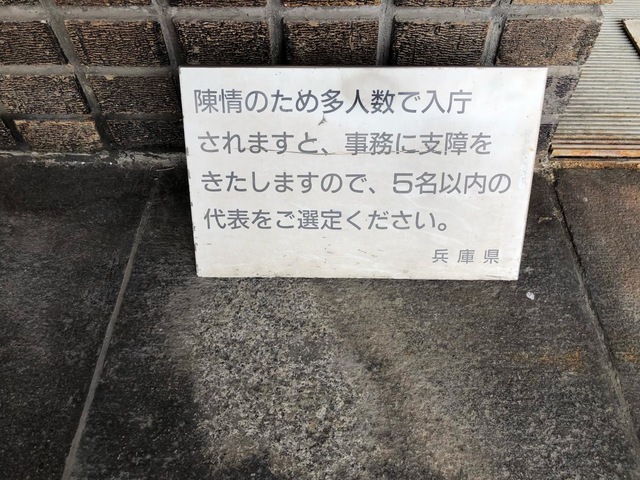 陳情のため多人数で入庁
されますと、事務に支障を
きたしますので、5名以内の
代表をご選定ください。
兵庫県